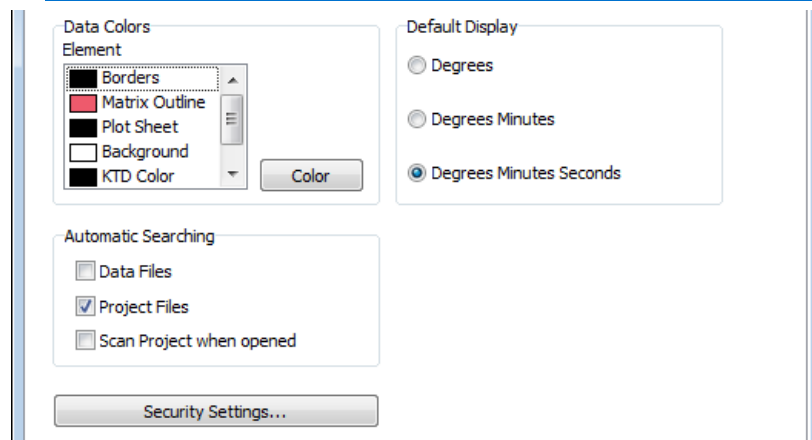 Data Colors
Element
Borders
Matrix Outline
Plot Sheet
Background
KTD Color
Color
Default Display
Degrees
Degrees Minutes
Degrees Minutes Seconds
Automatic Searching
Data Files
Project Files
Scan Project when opened
Security Settings...